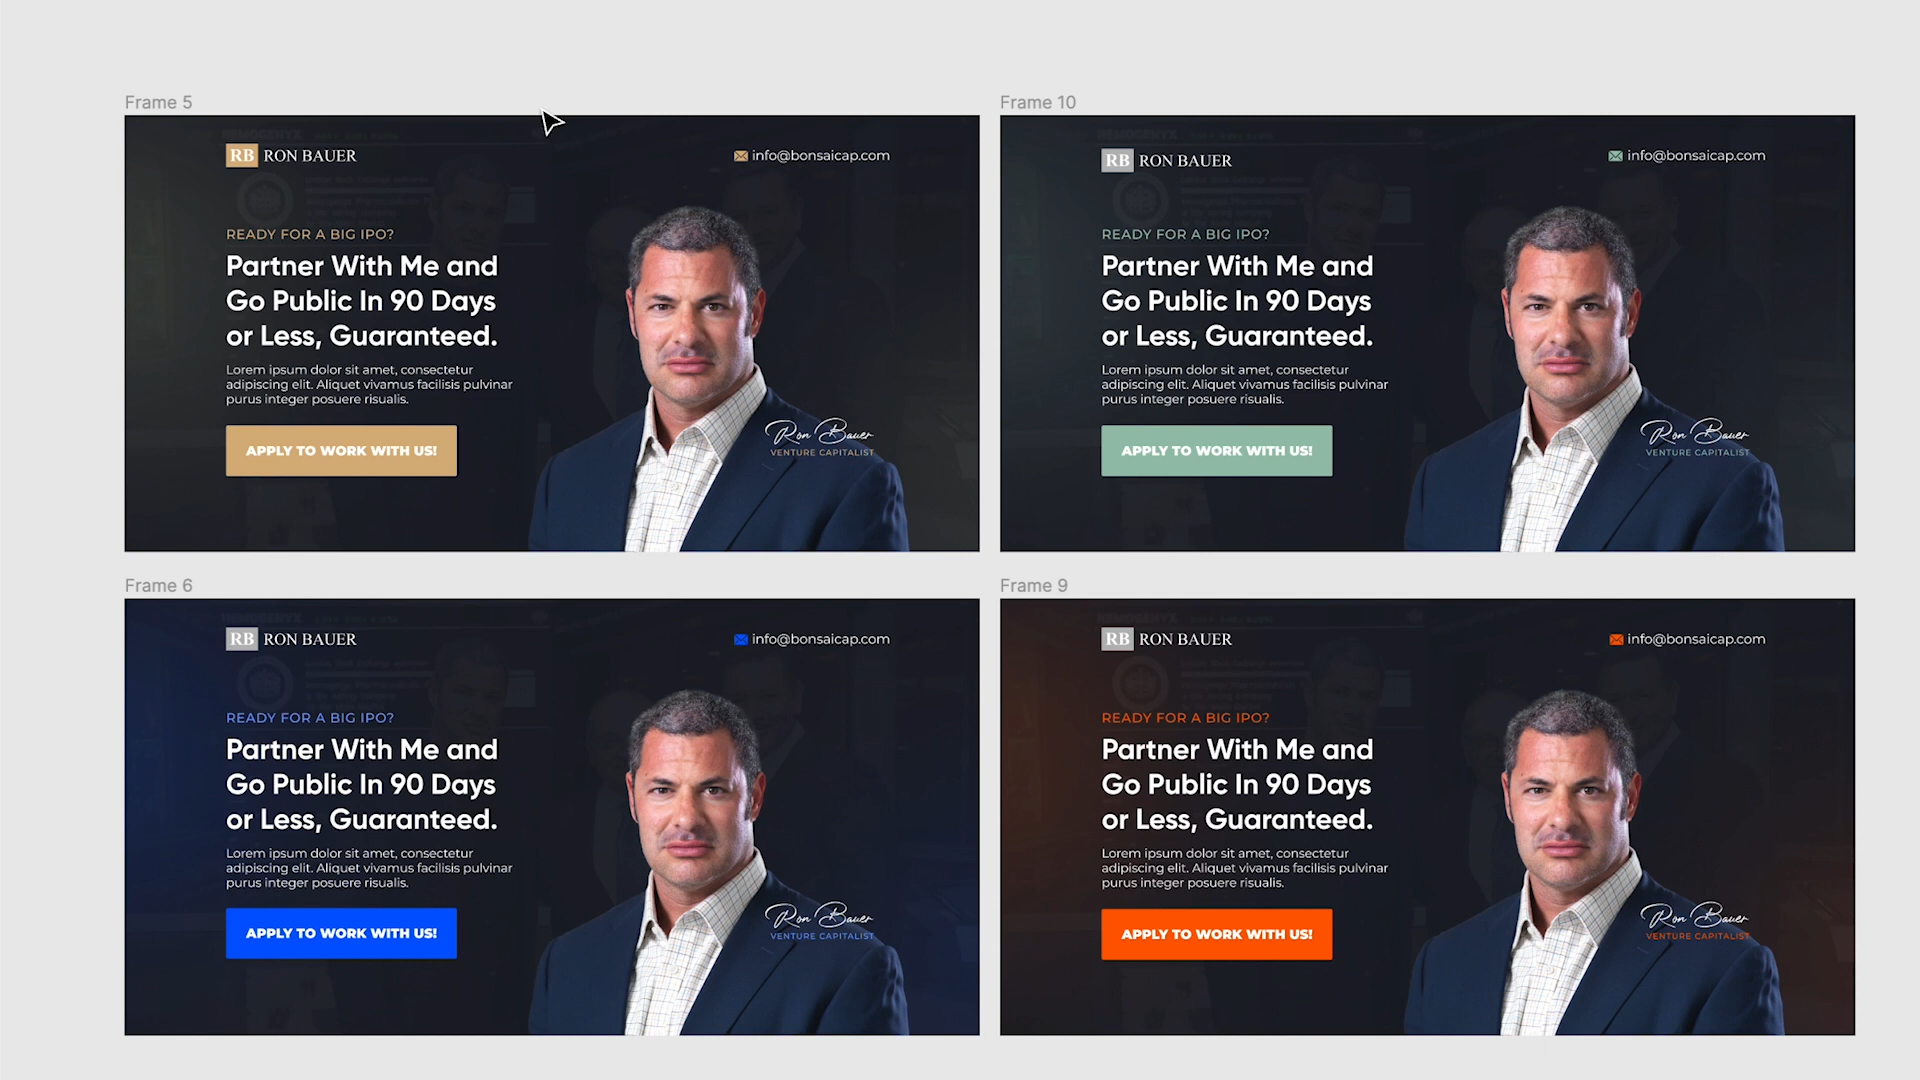 Frame 5
RB RON BAUER
info@bonsaicap.com
READY FOR A BIG IPO?
Partner With Me and
Go Public In 90 Days
or Less, Guaranteed.
Lorem ipsum dolor sit amet, consectetur
adipiscing elit. Aliquet vivamus facilisis pulvinar
purus integer posuere risualis.
APPLY TO WORK WITH US!
Ron Bauer
VENTURE CAPITALIST
Frame 10
RB RON BAUER
info@bonsaicap.com
READY FOR A BIG IPO?
Partner With Me and
Go Public In 90 Days
or Less, Guaranteed.
Lorem ipsum dolor sit amet, consectetur
adipiscing elit. Aliquet vivamus facilisis pulvinar
purus integer posuere risualis.
APPLY TO WORK WITH US!
Ron Bauer
VENTURE CAPITALIST
Frame 6
RB RON BAUER
info@bonsaicap.com
READY FOR A BIG IPO?
Partner With Me and
Go Public In 90 Days
or Less, Guaranteed.
Lorem ipsum dolor sit amet, consectetur
adipiscing elit. Aliquet vivamus facilisis pulvinar
purus integer posuere risualis.
APPLY TO WORK WITH US!
Ron Bauer
VENTURE CAPITALIST
Frame 9
RB RON BAUER
info@bonsaicap.com
READY FOR A BIG IPO?
Partner With Me and
Go Public In 90 Days
or Less, Guaranteed.
Lorem ipsum dolor sit amet, consectetur
adipiscing elit. Aliquet vivamus facilisis pulvinar
purus integer posuere risualis.
APPLY TO WORK WITH US!
Ron Bauer
VENTURE CAPITALIST